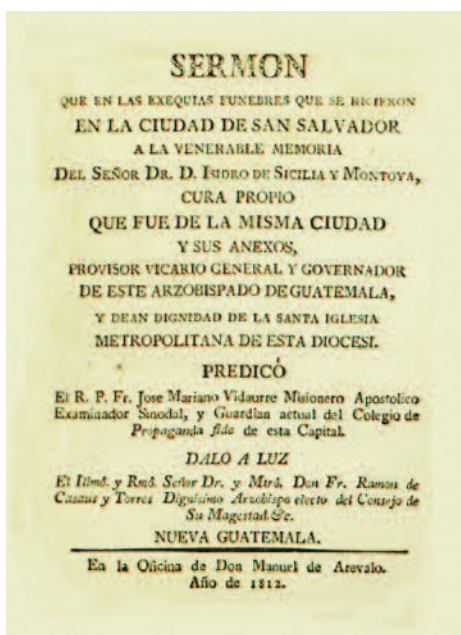 SERMON
QUE EN LAS EXEQUIAS FUNEBRES QUE SE HICIERON
EN LA CIUDAD DE SAN SALVADOR
A LA VENERABLE MEMORIA
DEL SEÑOR DR. D. ISIDRO DE SICILIA Y MONTOYA,
CURA PROPIO
QUE FUE DE LA MISMA CIUDAD
Y SUS ANEXOS,
PROVISOR VICARIO GENERAL Y GOVERNADOR
DE ESTE ARZOBISPADO DE GUATEMALA,
Y DEAN DIGNIDAD DE LA SANTA IGLESIA
METROPOLITANA DE ESTA DIOCESI.
PREDICÓ
El R. P. Fr. Jose Mariano Vidaurre Misionero Apostolico
Examinador Sinodal, y Guardian actual del Colegio de
Propaganda fide de esta Capital.
DALO A LUZ
El Illmô. y Rmô. Señor Dr. y Mtrô. Don Fr. Ramon de
Casaus y Torres Dignisimo Arzobispo electo del Consejo de
Su Magestad &c.
NUEVA GUATEMALA.
En la Oficina de Don Manuel de Arevalo.
Año de 1812.